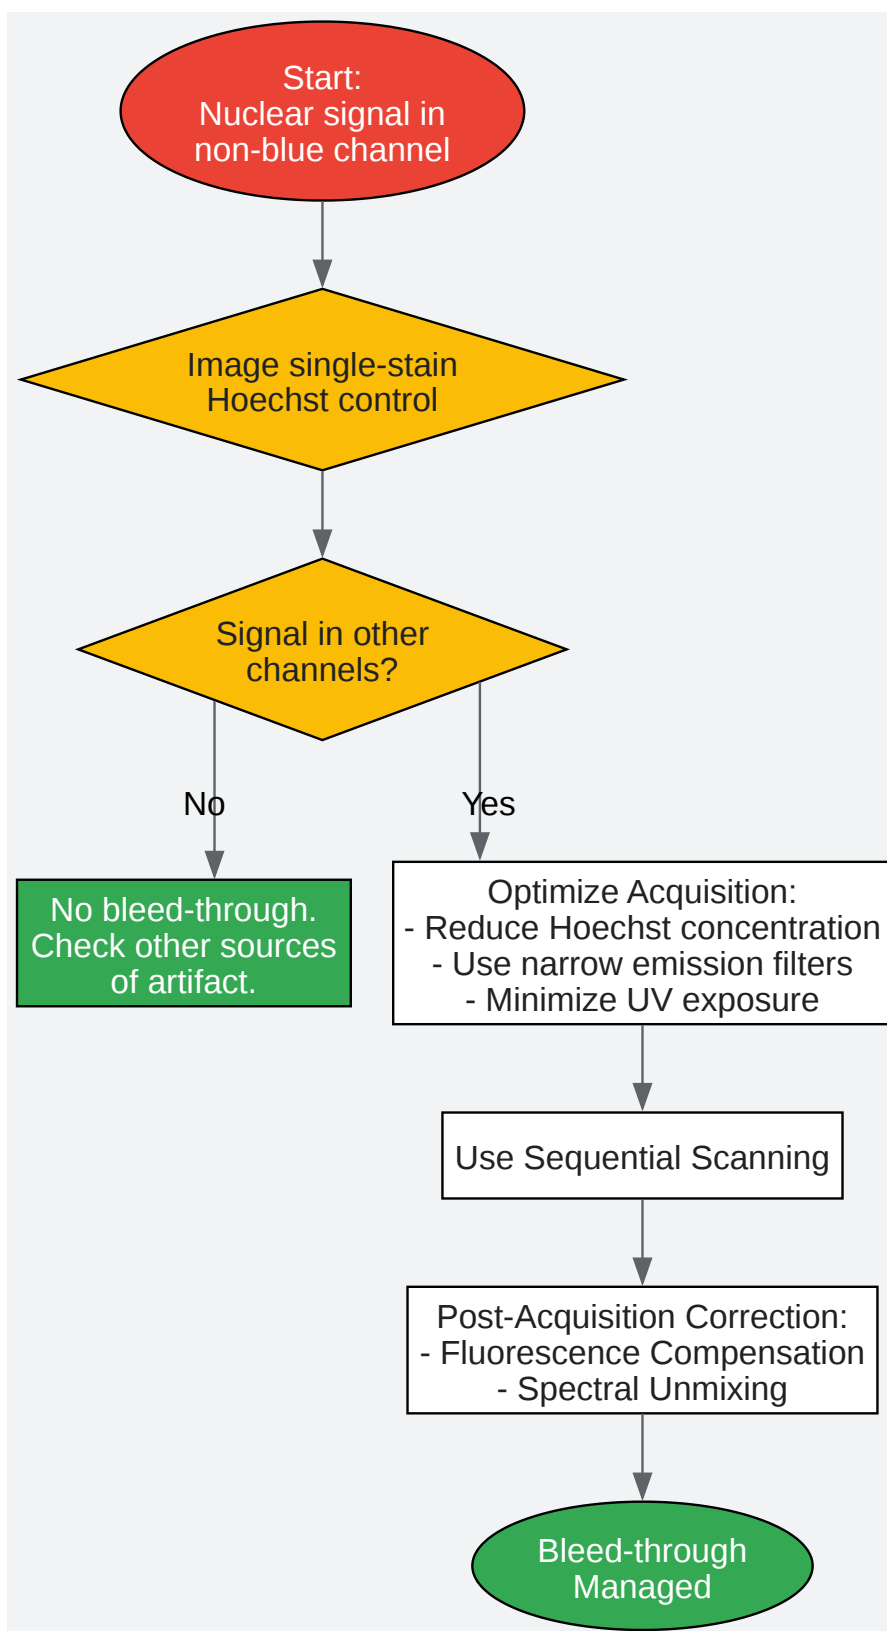 Start:
Nuclear signal in
non-blue channel
Image single-stain
Hoechst control
Signal in other
channels?
No
Yes
No bleed-through.
Check other sources
of artifact.
Optimize Acquisition:
- Reduce Hoechst concentration
- Use narrow emission filters
- Minimize UV exposure
Use Sequential Scanning
Post-Acquisition Correction:
- Fluorescence Compensation
- Spectral Unmixing
Bleed-through
Managed